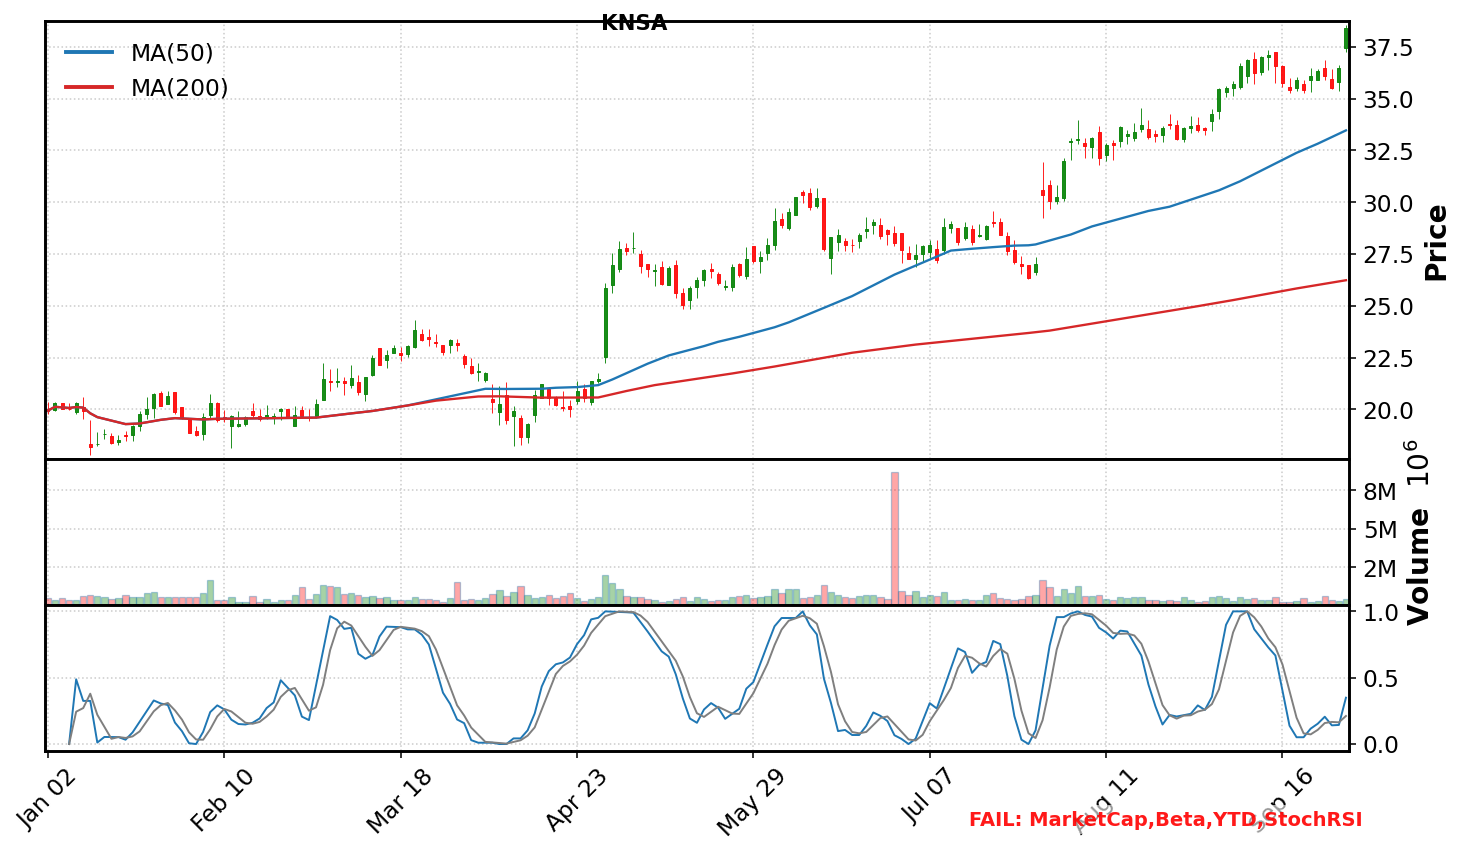 KNSA
MA(50)
MA(200)
37.5
35.0
32.5
30.0
27.5
25.0
22.5
20.0
Price
8M
5M
2M
Volume 10⁶
1.0
0.5
0.0
Jan 02
Feb 10
Mar 18
Apr 23
May 29
Jul 07
Aug 11
Sep 16
FAIL: MarketCap,Beta,YTD,StochRSI